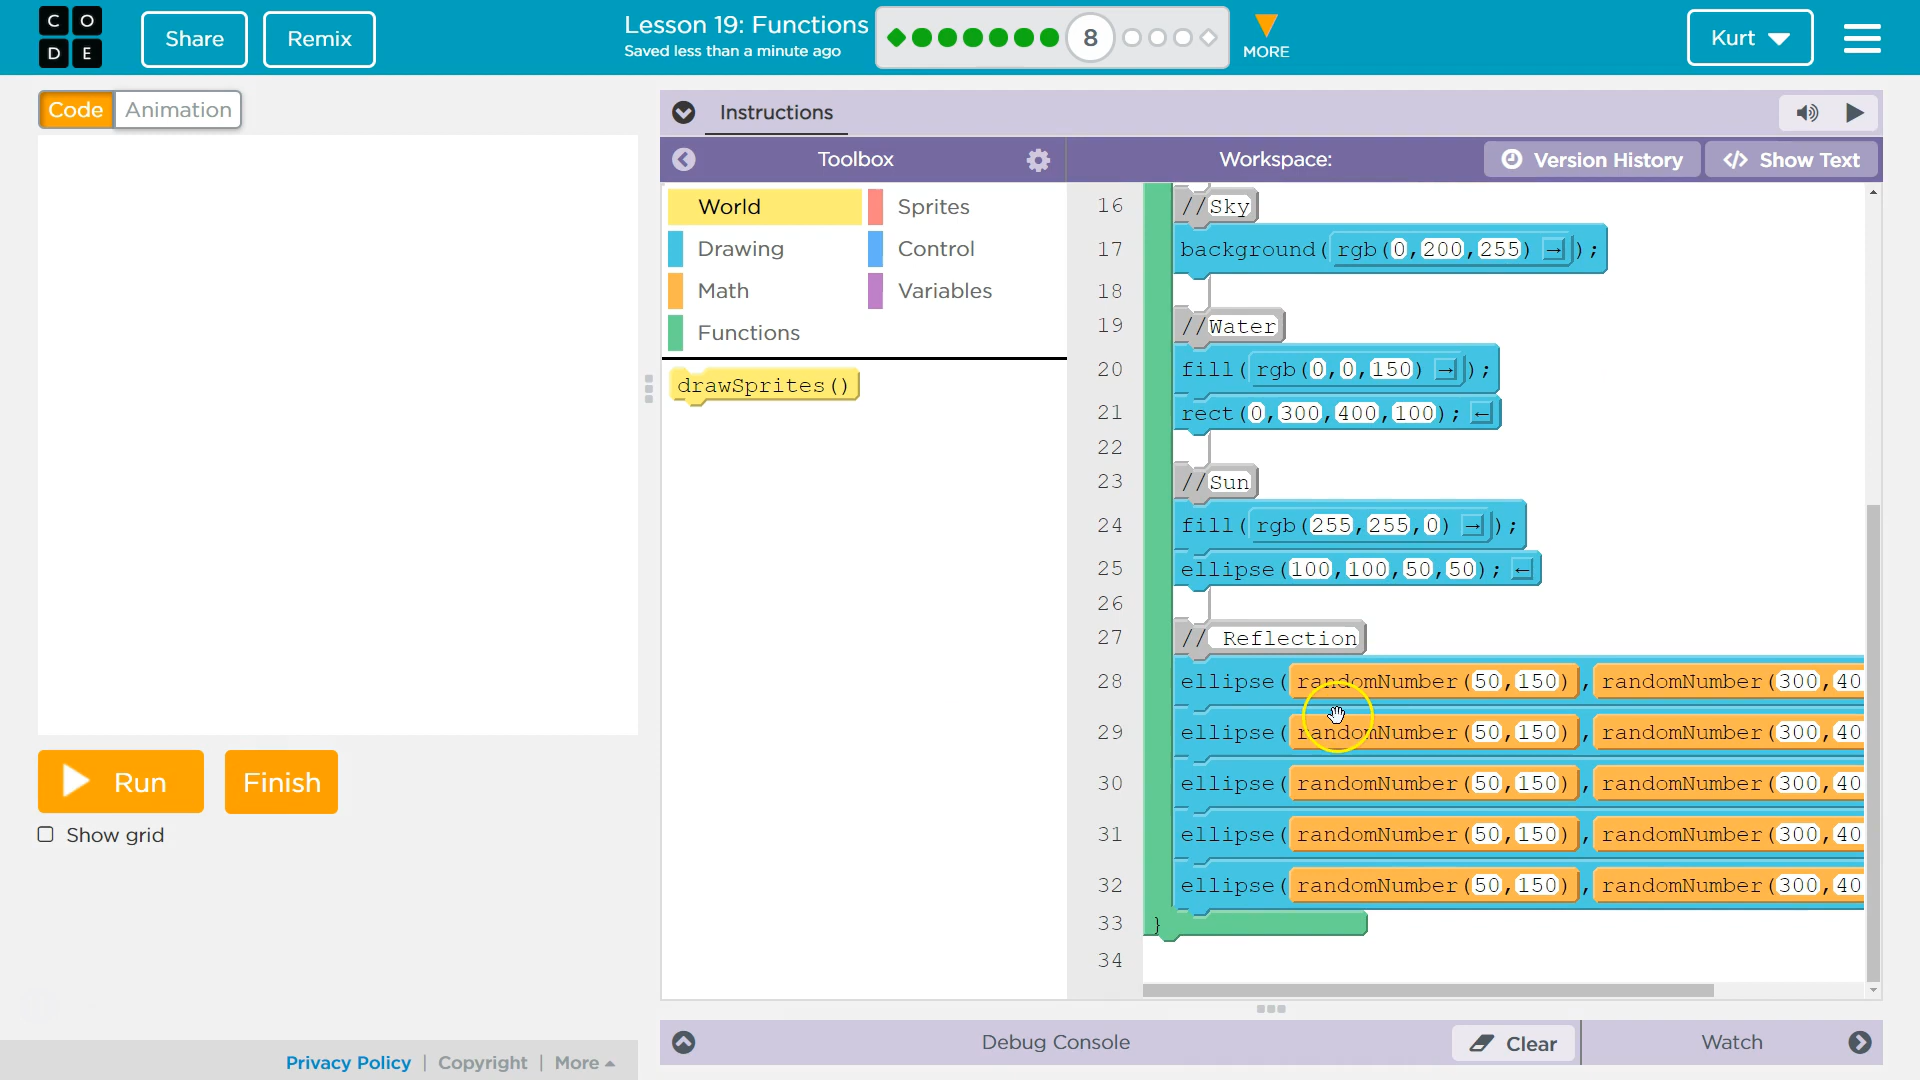 CO
DE
Share
Remix
Lesson 19: Functions
Saved less than a minute ago
8
MORE
Kurt
Code
Animation
Instructions
Toolbox
Workspace:
Version History
</> Show Text
World
Sprites
Drawing
Control
Math
Variables
Functions
drawSprites()
16 //Sky
17 background(rgb(0,200,255) →);
18
19 //Water
20 fill(rgb(0,0,150) →);
21 rect(0,300,400,100); ←
22
23 //Sun
24 fill(rgb(255,255,0) →);
25 ellipse(100,100,50,50); ←
26
27 // Reflection
28 ellipse(randomNumber(50,150),randomNumber(300,40
29 ellipse(randomNumber(50,150),randomNumber(300,40
30 ellipse(randomNumber(50,150),randomNumber(300,40
31 ellipse(randomNumber(50,150),randomNumber(300,40
32 ellipse(randomNumber(50,150),randomNumber(300,40
33 }
34
Run
Finish
Show grid
Debug Console
Clear
Watch
Privacy Policy | Copyright | More